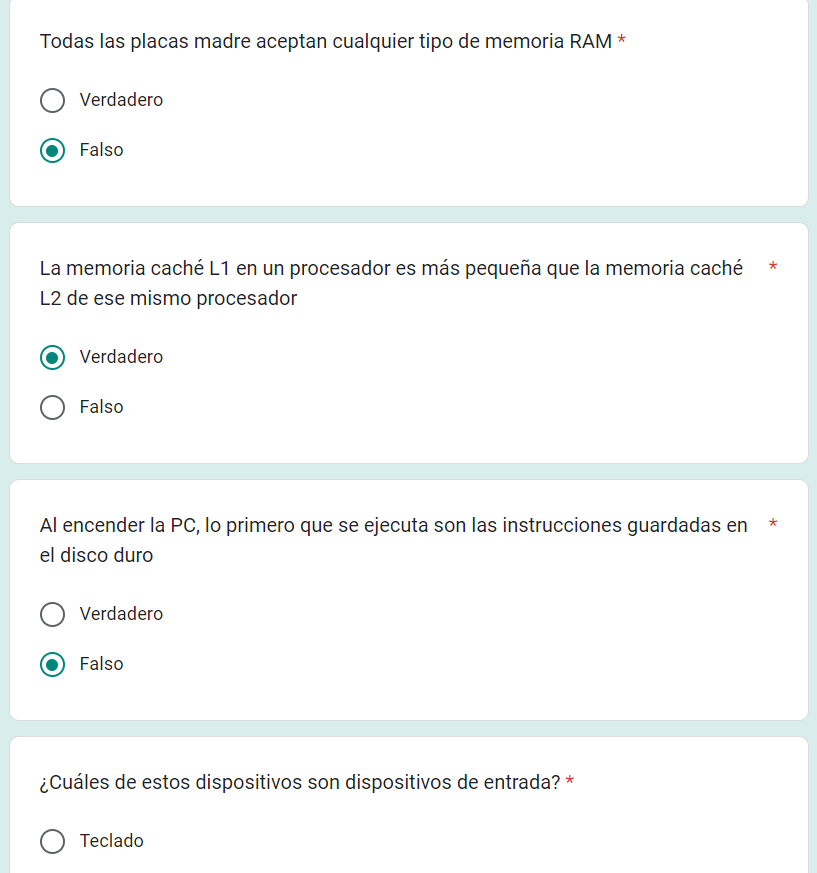 Todas las placas madre aceptan cualquier tipo de memoria RAM *
Verdadero
Falso
La memoria caché L1 en un procesador es más pequeña que la memoria caché *
L2 de ese mismo procesador
Verdadero
Falso
Al encender la PC, lo primero que se ejecuta son las instrucciones guardadas en *
el disco duro
Verdadero
Falso
¿Cuáles de estos dispositivos son dispositivos de entrada? *
Teclado